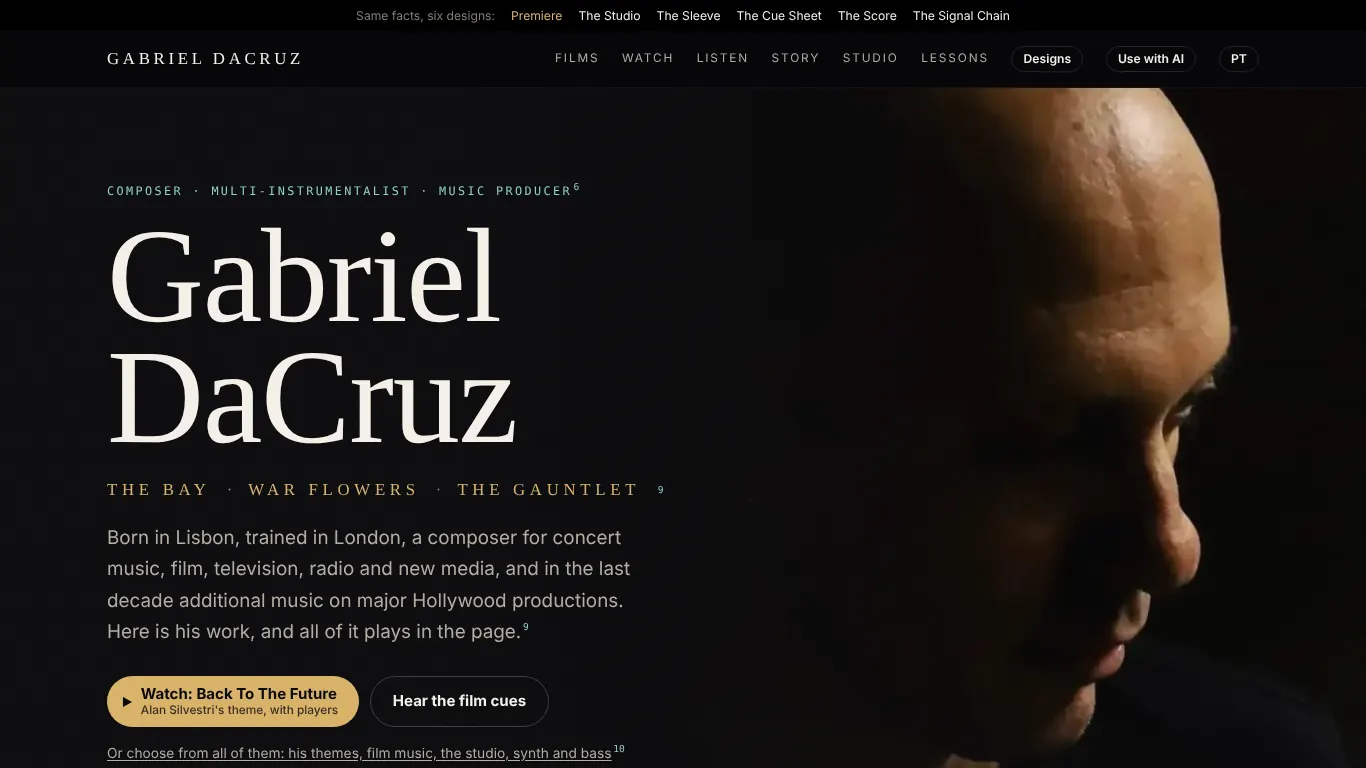 Same facts, six designs: Premiere The Studio The Sleeve The Cue Sheet The Score The Signal Chain
GABRIEL DACRUZ FILMS WATCH LISTEN STORY STUDIO LESSONS Designs Use with AI PT
COMPOSER · MULTI-INSTRUMENTALIST · MUSIC PRODUCER6
Gabriel
DaCruz
THE BAY · WAR FLOWERS · THE GAUNTLET 9
Born in Lisbon, trained in London, a composer for concert
music, film, television, radio and new media, and in the last
decade additional music on major Hollywood productions.
Here is his work, and all of it plays in the page.9
Watch: Back To The Future
Alan Silvestri's theme, with players
Hear the film cues
Or choose from all of them: his themes, film music, the studio, synth and bass10